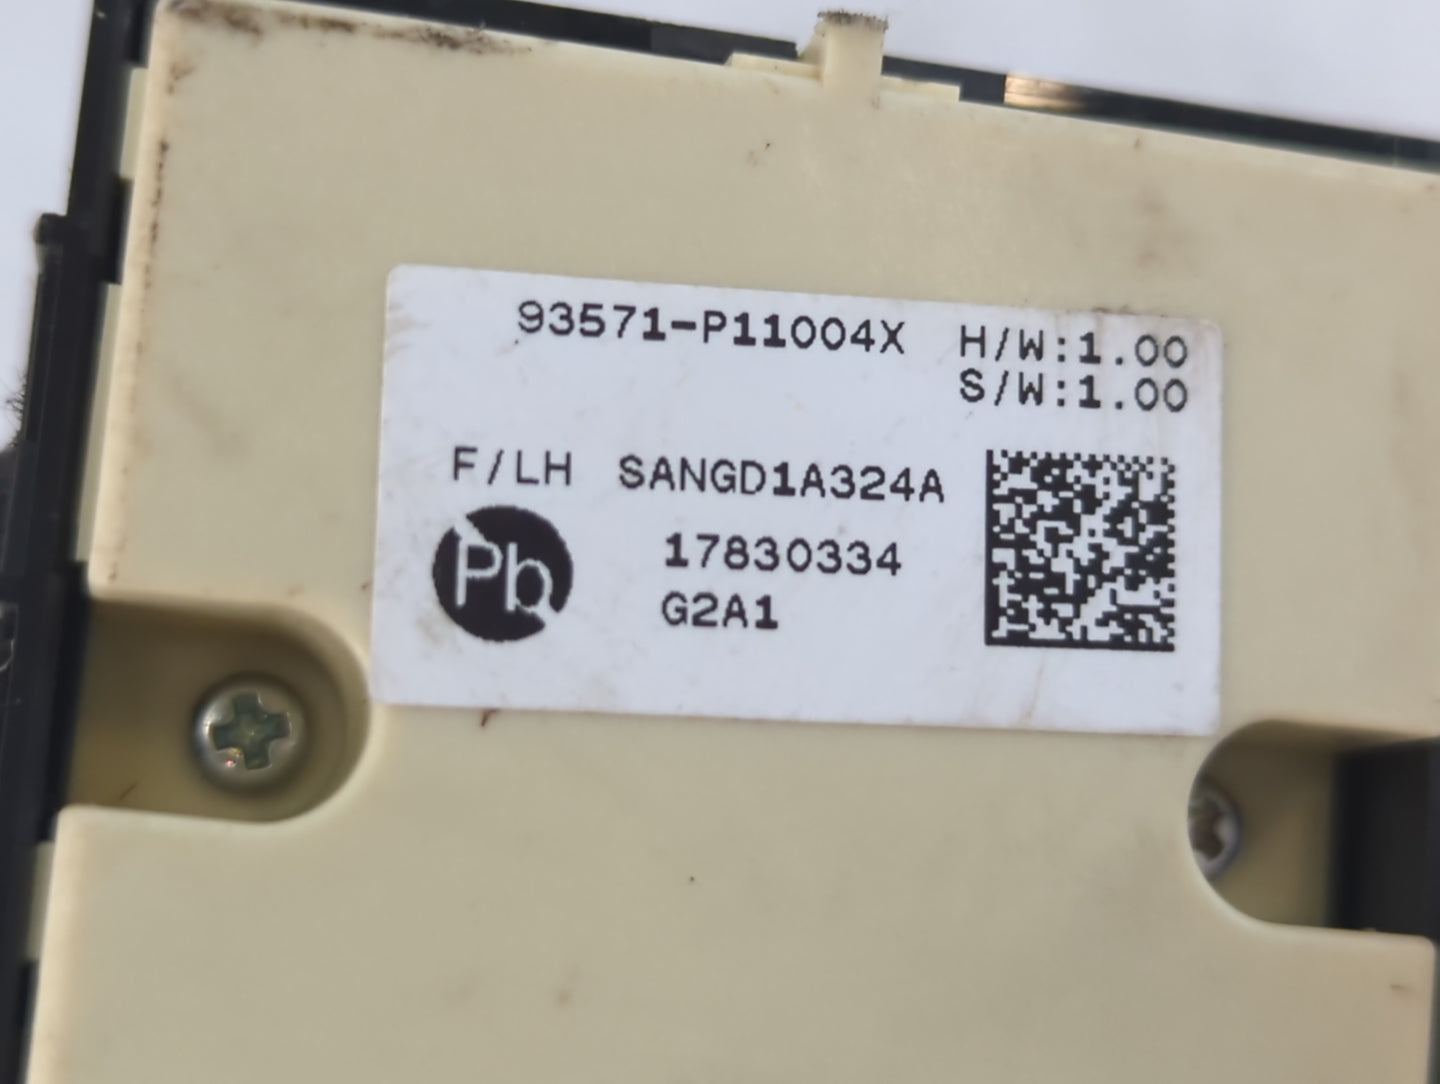 93571-P11004X H/W:1.00
S/W:1.00
F/LH SANGD1A324A
Pb
17830334
G2A1